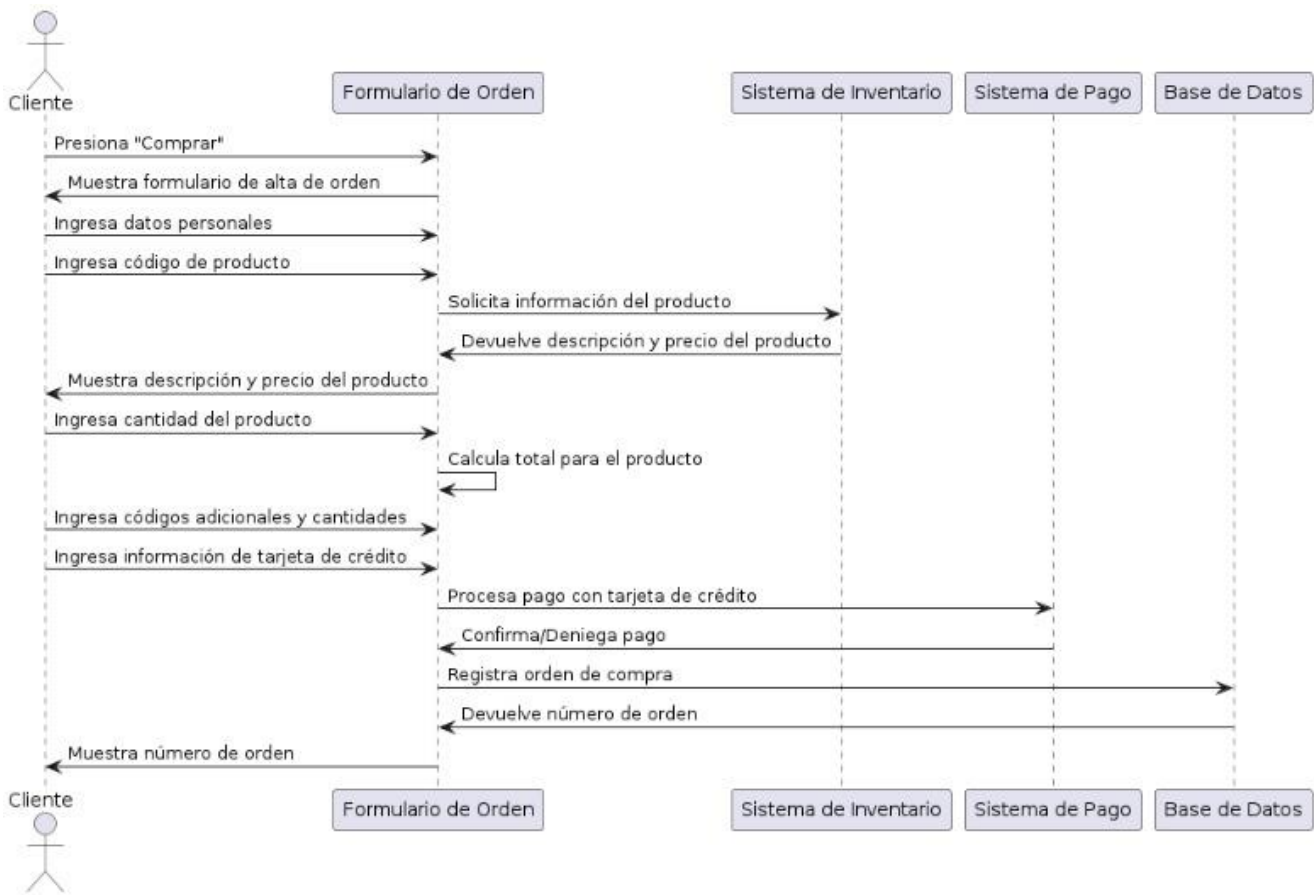 Cliente
Formulario de Orden
Sistema de Inventario
Sistema de Pago
Base de Datos
Presiona "Comprar"
Muestra formulario de alta de orden
Ingresa datos personales
Ingresa código de producto
Solicita información del producto
Devuelve descripción y precio del producto
Muestra descripción y precio del producto
Ingresa cantidad del producto
Calcula total para el producto
Ingresa códigos adicionales y cantidades
Ingresa información de tarjeta de crédito
Procesa pago con tarjeta de crédito
Confirma/Deniega pago
Registra orden de compra
Devuelve número de orden
Muestra número de orden
Cliente
Formulario de Orden
Sistema de Inventario
Sistema de Pago
Base de Datos